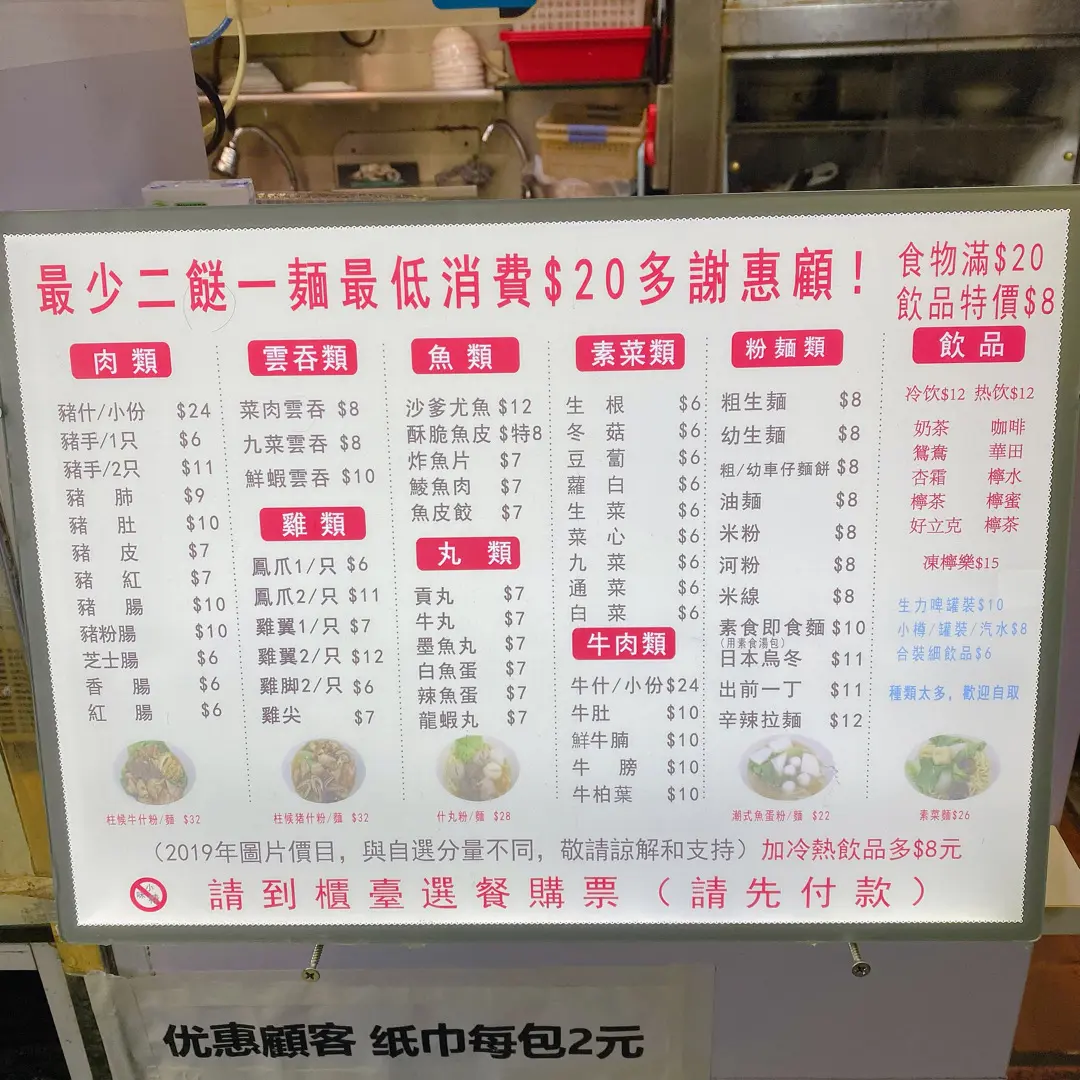 最少二餸一麵最低消費$20多謝惠顧！
食物滿$20
飲品特價$8
肉類
豬什/小份 $24
豬手/1只 $6
豬手/2只 $11
豬肺 $9
豬肚 $10
豬皮 $7
豬紅 $7
豬腸 $10
豬粉腸 $10
芝士腸 $6
香腸 $6
紅腸 $6
雲吞類
菜肉雲吞 $8
九菜雲吞 $8
鮮蝦雲吞 $10
雞類
鳳爪1/只 $6
鳳爪2/只 $11
雞翼1/只 $7
雞翼2/只 $12
雞脚2/只 $6
雞尖 $7
魚類
沙爹尤魚 $12
酥脆魚皮 $特8
炸魚片 $7
鯪魚肉 $7
魚皮餃 $7
丸類
貢丸 $7
牛丸 $7
墨魚丸 $7
白魚蛋 $7
辣魚蛋 $7
龍蝦丸 $7
素菜類
生根 $6
冬菇 $6
豆蔔 $6
蘿白 $6
生菜 $6
菜心 $6
九菜 $6
通菜 $6
白菜 $6
牛肉類
牛什/小份 $24
牛肚 $10
鮮牛腩 $10
牛膀 $10
牛柏葉 $10
粉麵類
粗生麵 $8
幼生麵 $8
粗/幼車仔麵餅 $8
油麵 $8
米粉 $8
河粉 $8
米線 $8
素食即食麵 $10
(用素食湯包)
日本烏冬 $11
出前一丁 $11
辛辣拉麵 $12
飲品
冷饮$12 热饮$12
奶茶 咖啡
鴛鴦 華田
杏霜 檸水
檸茶 檸蜜
好立克 檸茶
凍檸樂$15
生力啤罐裝$10
小樽/罐裝/汽水$8
合裝細飲品$6
種類太多，歡迎自取
柱候牛什粉/麵 $32
柱候豬什粉/麵 $32
什丸粉/麵 $28
潮式魚蛋粉/麵 $22
素菜麵$26
（2019年圖片價目，與自選分量不同，敬請諒解和支持）加冷熱飲品多$8元
請到櫃臺選餐購票（請先付款）
优惠顧客 纸巾每包2元